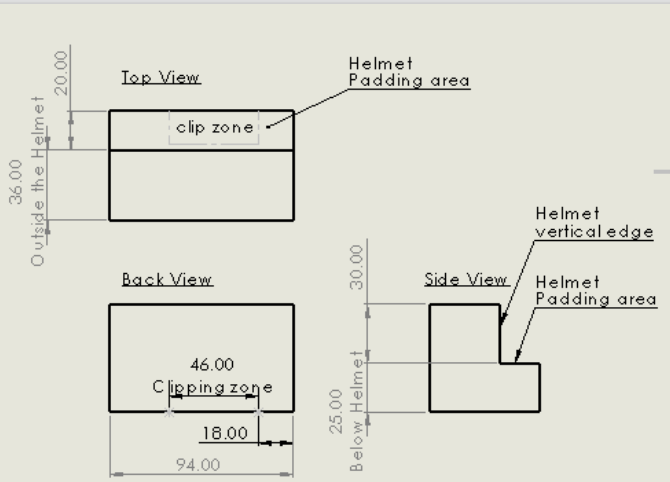 Helmet
Padding area
Top View
20.00
clip zone
36.00
Outside the Helmet
Helmet
vertical edge
Back View
Side View
30.00
Helmet
Padding area
46.00
Clipping zone
25.00
Below Helmet
18.00
94.00